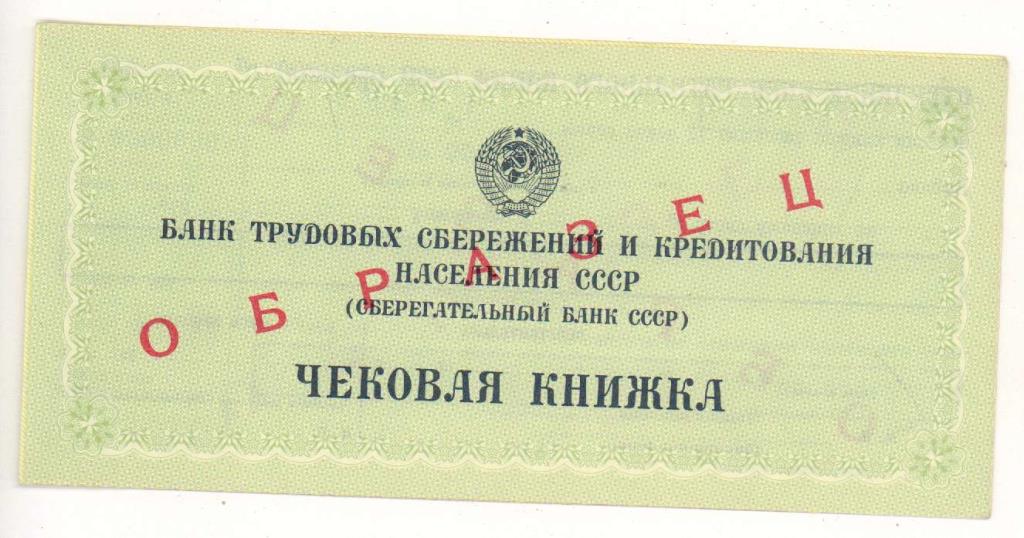 БАНК ТРУДОВЫХ СБЕРЕЖЕНИЙ И КРЕДИТОВАНИЯ
НАСЕЛЕНИЯ СССР
(СБЕРЕГАТЕЛЬНЫЙ БАНК СССР)
ОБРАЗЕЦ
ЧЕКОВАЯ КНИЖКА